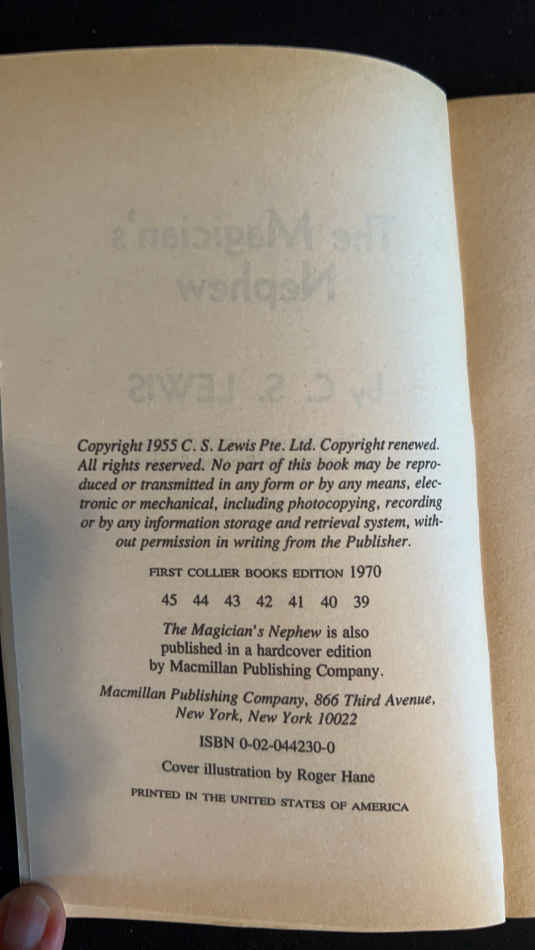 The Magician's
Nephew
by C. S. LEWIS
Copyright 1955 C. S. Lewis Pte. Ltd. Copyright renewed.
All rights reserved. No part of this book may be repro-
duced or transmitted in any form or by any means, elec-
tronic or mechanical, including photocopying, recording
or by any information storage and retrieval system, with-
out permission in writing from the Publisher.
FIRST COLLIER BOOKS EDITION 1970
45 44 43 42 41 40 39
The Magician's Nephew is also
published in a hardcover edition
by Macmillan Publishing Company.
Macmillan Publishing Company, 866 Third Avenue,
New York, New York 10022
ISBN 0-02-044230-0
Cover illustration by Roger Hane
PRINTED IN THE UNITED STATES OF AMERICA